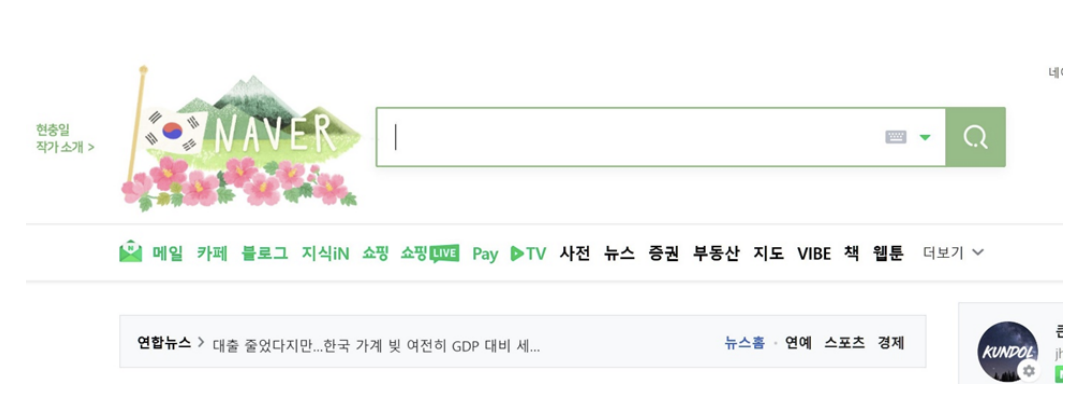 네이
현충일
작가 소개 >
NAVER
메일 카페 블로그 지식iN 쇼핑 쇼핑LIVE Pay TV 사전 뉴스 증권 부동산 지도 VIBE 책 웹툰 더보기
연합뉴스 > 대출 줄었다지만...한국 가계 빚 여전히 GDP 대비 세... 뉴스홈 · 연예 스포츠 경제
KUNDOL